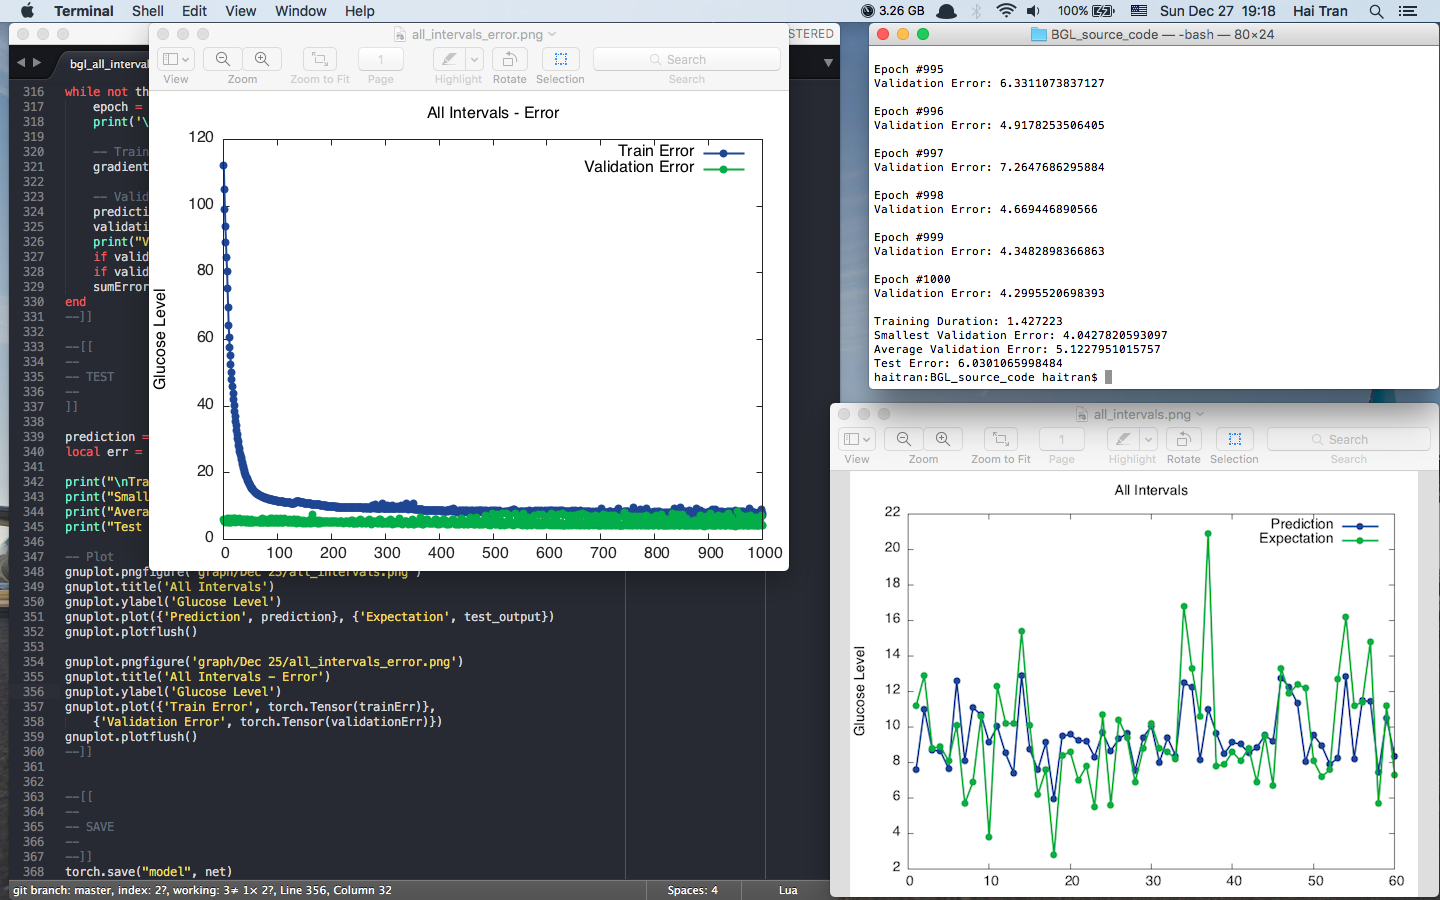 Terminal Shell Edit View Window Help
3.26 GB 100% Sun Dec 27 19:18 Hai Tran
bgl_all_interv
STERED
316 while not th
317 epoch =
318 print('\
319
320 -- Train
321 gradient
322
323 -- Valid
324 predicti
325 validati
326 print("V
327 if valid
328 if valid
329 sumError
330 end
331 --]]
332
333 --[[
334 --
335 -- TEST
336 --
337 ]]
338
339 prediction =
340 local err =
341
342 print("\nTra
343 print("Small
344 print("Avera
345 print("Test
346
347 -- Plot
348 gnuplot.pngfigure('graph/Dec 25/all_intervals.png')
349 gnuplot.title('All Intervals')
350 gnuplot.ylabel('Glucose Level')
351 gnuplot.plot({'Prediction', prediction}, {'Expectation', test_output})
352 gnuplot.plotflush()
353
354 gnuplot.pngfigure('graph/Dec 25/all_intervals_error.png')
355 gnuplot.title('All Intervals - Error')
356 gnuplot.ylabel('Glucose Level')
357 gnuplot.plot({'Train Error', torch.Tensor(trainErr)},
358 {'Validation Error', torch.Tensor(validationErr)})
359 gnuplot.plotflush()
360 --]]
361
362
363 --[[
364 --
365 -- SAVE
366 --
367 --]]
368 torch.save("model", net)
git branch: master, index: 2?, working: 3≠ 1× 2?, Line 356, Column 32
Spaces: 4 Lua
all_intervals_error.png
1 Search
View Zoom Zoom to Fit Page Highlight Rotate Selection Search
All Intervals - Error
Train Error
Validation Error
Glucose Level
120
100
80
60
40
20
0
0 100 200 300 400 500 600 700 800 900 1000
BGL_source_code — -bash — 80×24
Epoch #995
Validation Error: 6.3311073837127
Epoch #996
Validation Error: 4.9178253506405
Epoch #997
Validation Error: 7.2647686295884
Epoch #998
Validation Error: 4.669446890566
Epoch #999
Validation Error: 4.3482898366863
Epoch #1000
Validation Error: 4.2995520698393
Training Duration: 1.427223
Smallest Validation Error: 4.0427820593097
Average Validation Error: 5.1227951015757
Test Error: 6.0301065998484
haitran:BGL_source_code haitran$
all_intervals.png
1 Search
View Zoom Zoom to Fit Page Highlight Rotate Selection Search
All Intervals
Prediction
Expectation
Glucose Level
22
20
18
16
14
12
10
8
6
4
2
0 10 20 30 40 50 60